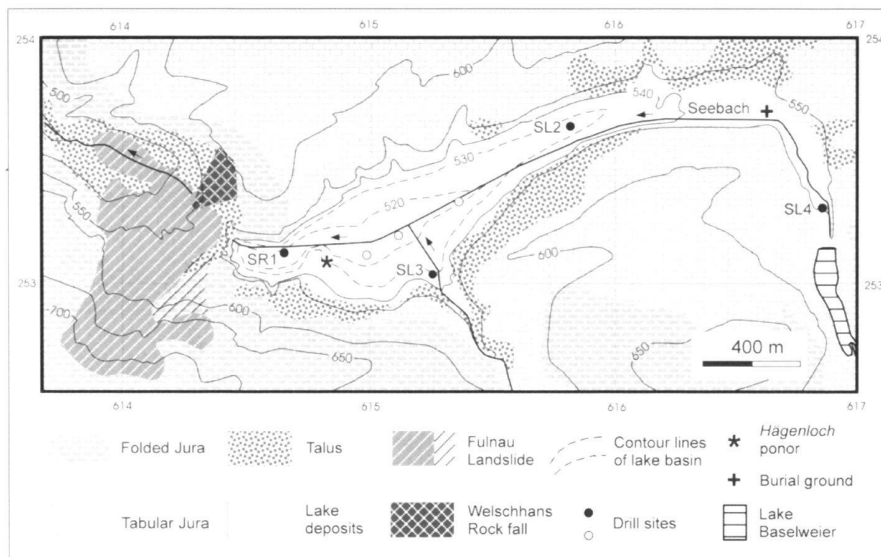 614 615 616 617
254 254
600
500
540
550
Seebach
SL2
530
520
550
SL4
SR1
SL3
253 253
600
600
700
650
650
400 m
614 615 616 617
Folded Jura Talus Fulnau Landslide Contour lines of lake basin Hägenloch ponor
Burial ground
Tabular Jura Lake deposits Welschhans Rock fall Drill sites Lake Baselweier